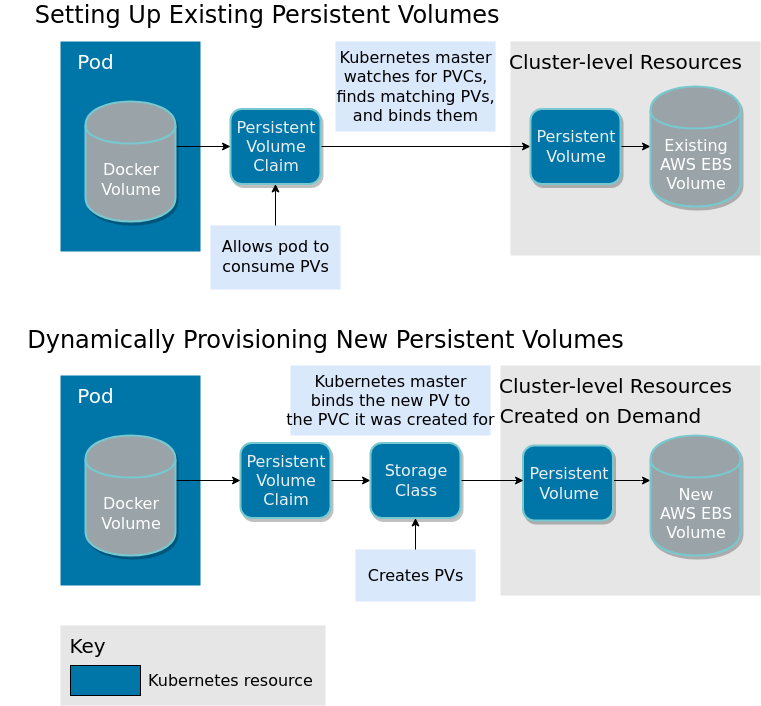 Setting Up Existing Persistent Volumes
Pod
Docker
Volume
Persistent
Volume
Claim
Allows pod to
consume PVs
Kubernetes master
watches for PVCs,
finds matching PVs,
and binds them
Cluster-level Resources
Persistent
Volume
Existing
AWS EBS
Volume
Dynamically Provisioning New Persistent Volumes
Pod
Docker
Volume
Persistent
Volume
Claim
Kubernetes master
binds the new PV to
the PVC it was created for
Storage
Class
Creates PVs
Cluster-level Resources
Created on Demand
Persistent
Volume
New
AWS EBS
Volume
Key
Kubernetes resource